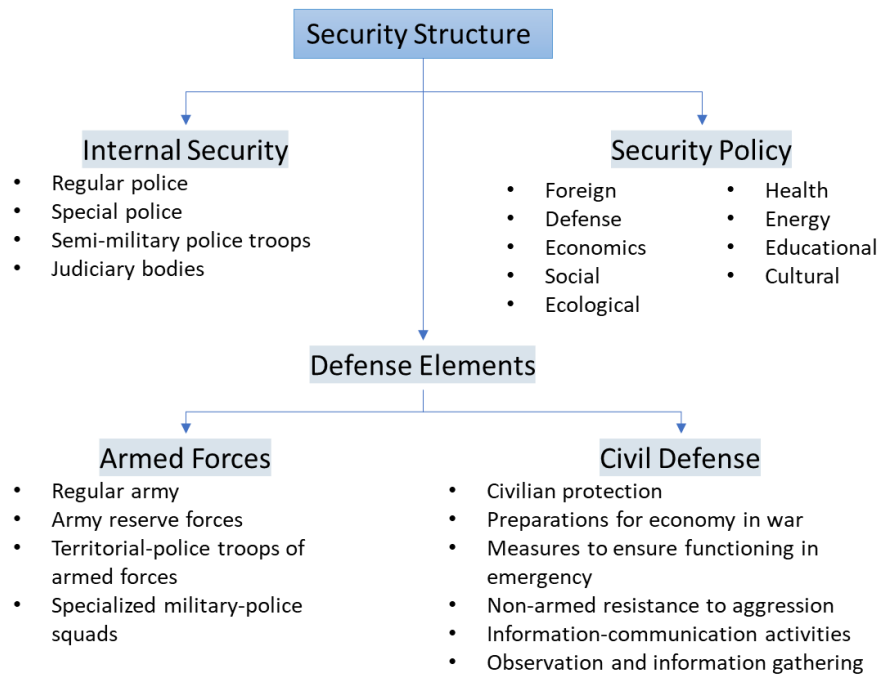 Security Structure
Internal Security
• Regular police
• Special police
• Semi-military police troops
• Judiciary bodies
Security Policy
• Foreign
• Defense
• Economics
• Social
• Ecological
• Health
• Energy
• Educational
• Cultural
Defense Elements
Armed Forces
• Regular army
• Army reserve forces
• Territorial-police troops of
armed forces
• Specialized military-police
squads
Civil Defense
• Civilian protection
• Preparations for economy in war
• Measures to ensure functioning in
emergency
• Non-armed resistance to aggression
• Information-communication activities
• Observation and information gathering